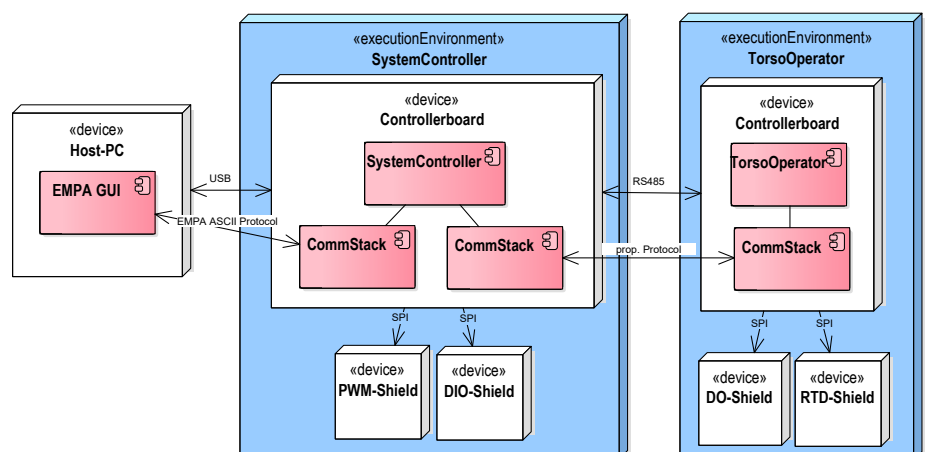 «executionEnvironment»
SystemController
«executionEnvironment»
TorsoOperator
«device»
Host-PC
EMPA GUI
USB
EMPA ASCII Protocol
«device»
Controllerboard
SystemController
CommStack
CommStack
RS485
prop. Protocol
«device»
Controllerboard
TorsoOperator
CommStack
SPI
SPI
«device»
PWM-Shield
«device»
DIO-Shield
SPI
SPI
«device»
DO-Shield
«device»
RTD-Shield